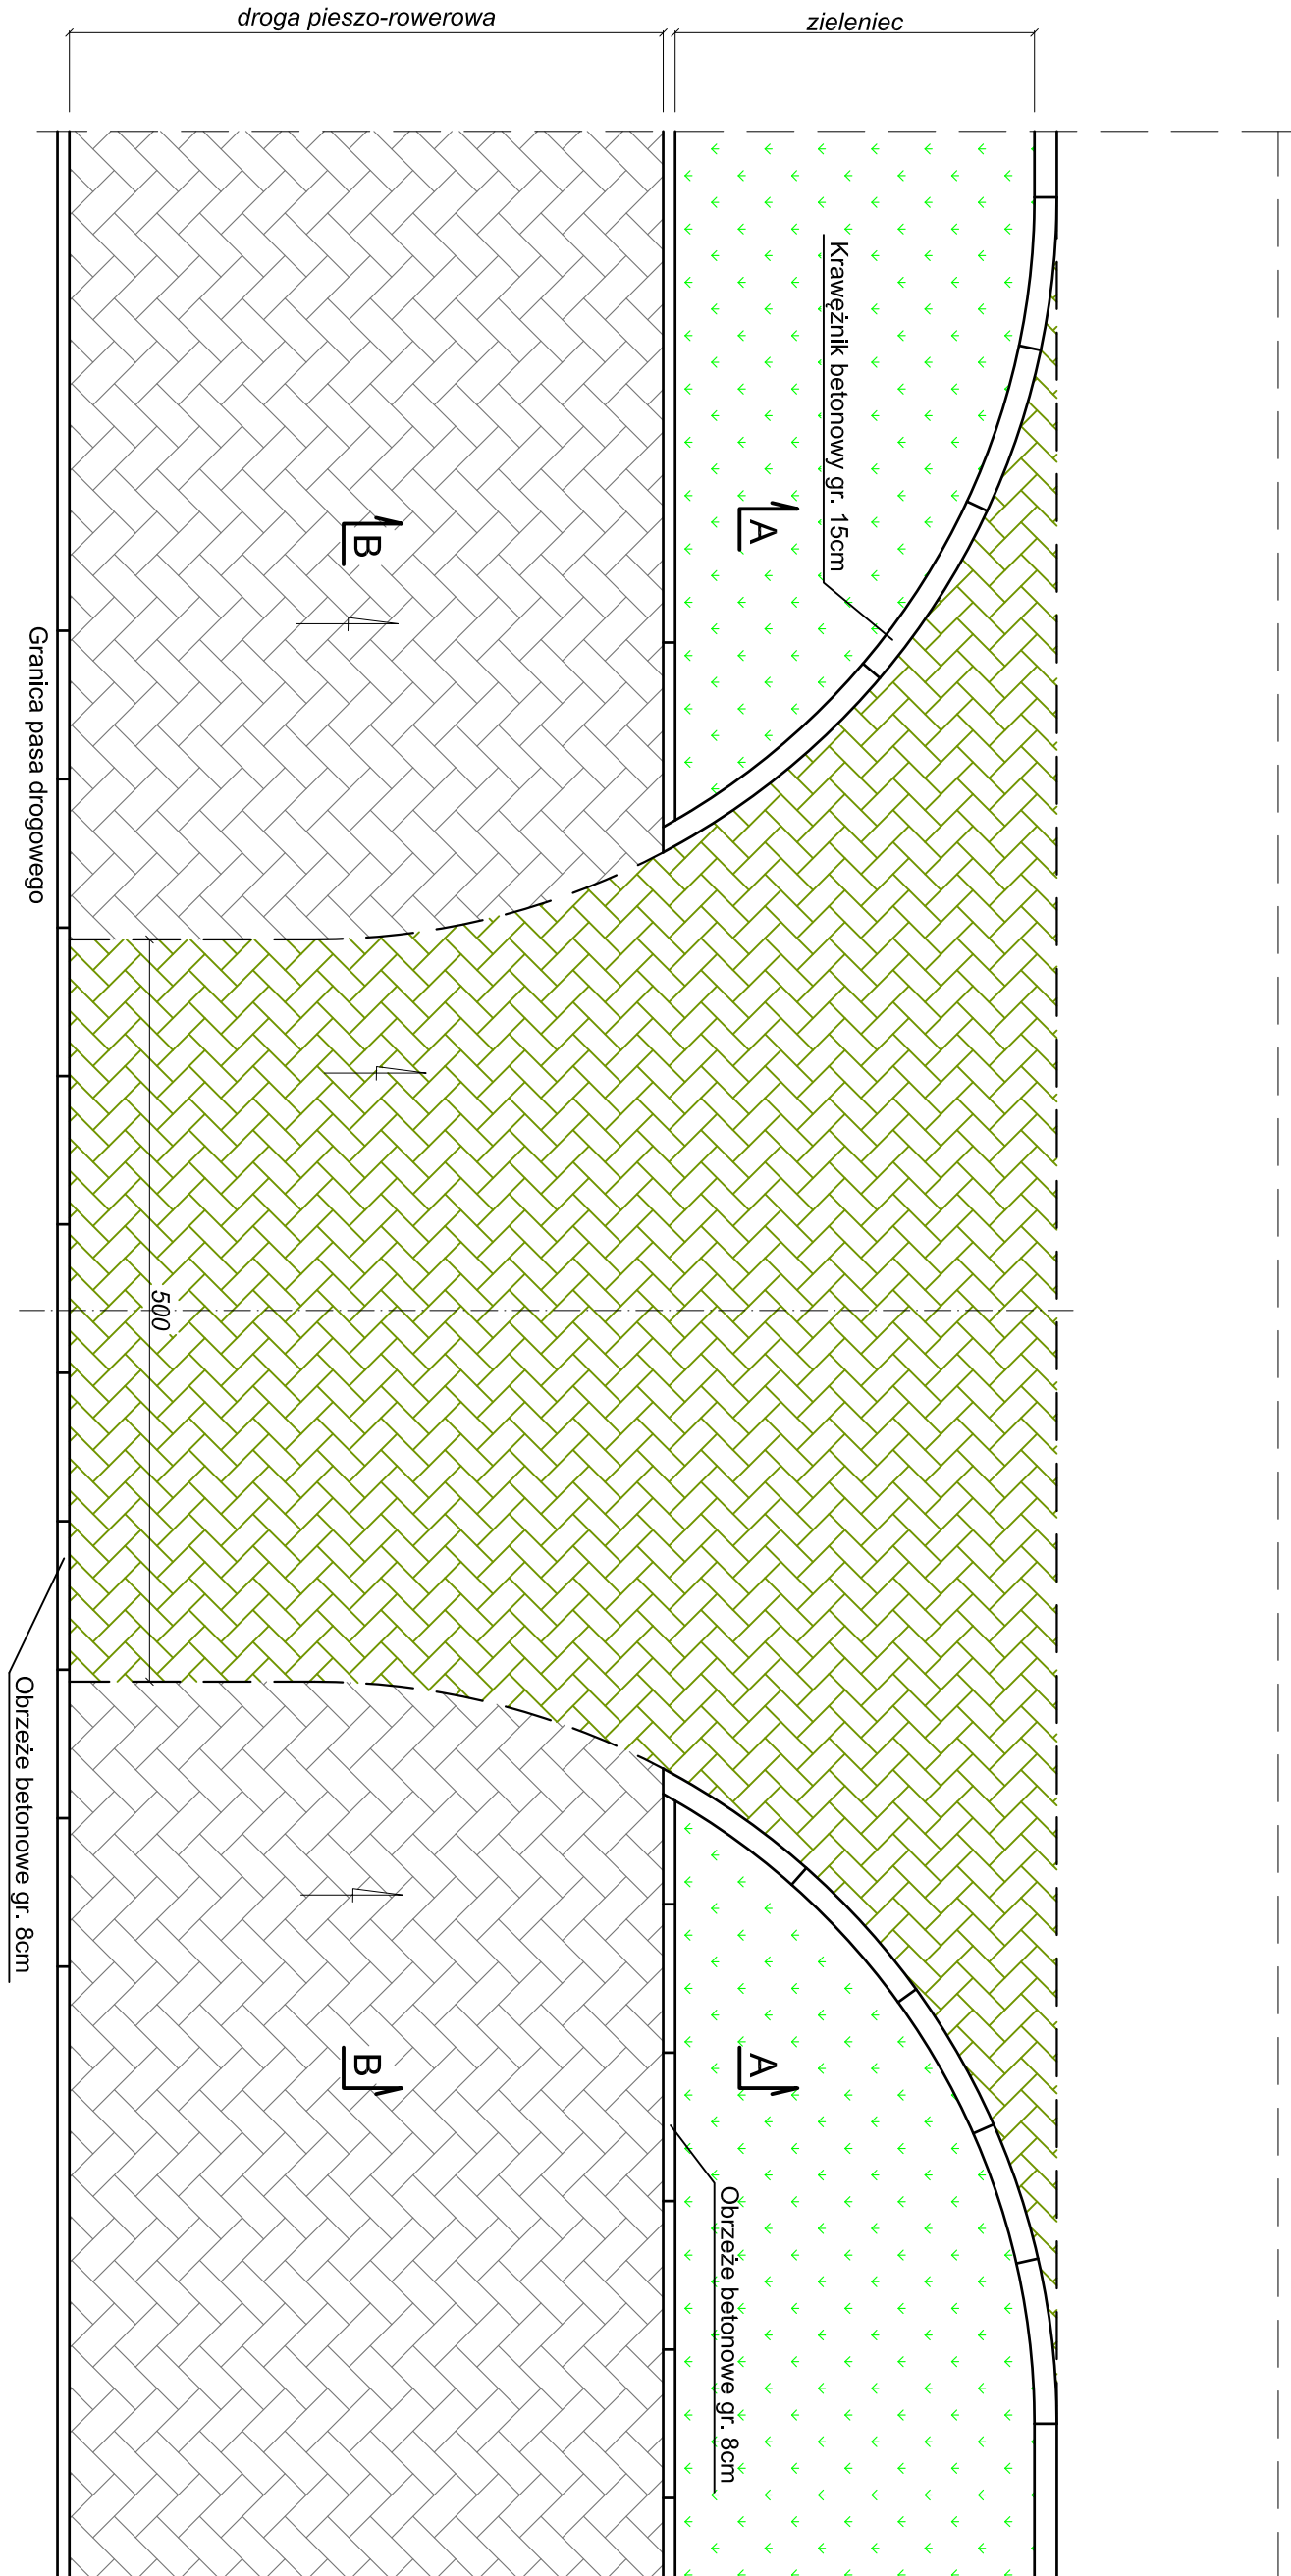 droga pieszo-rowerowa
zieleniec
Krawężnik betonowy gr. 15cm
A
B
Granica pasa drogowego
500
Obrzeże betonowe gr. 8cm
B
A
Obrzeże betonowe gr. 8cm